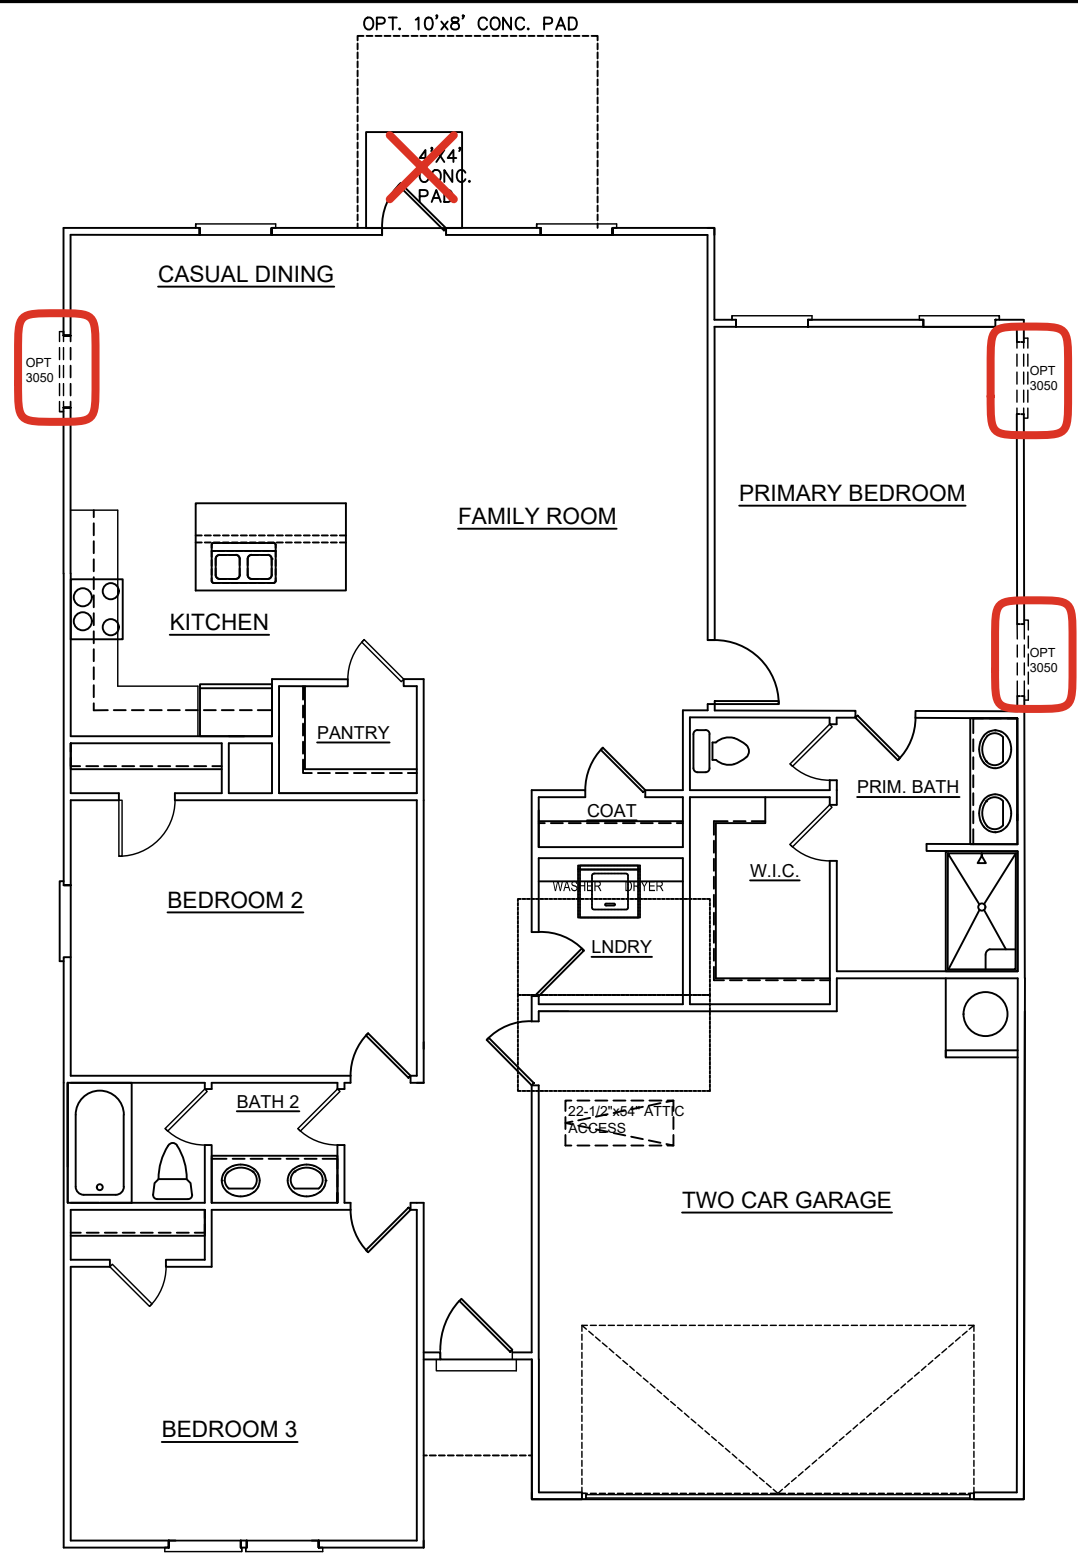 OPT. 10'x8' CONC. PAD
4'X4'
CONC.
PAD
CASUAL DINING
OPT
3050
OPT
3050
PRIMARY BEDROOM
FAMILY ROOM
KITCHEN
OPT
3050
PANTRY
PRIM. BATH
COAT
W.I.C.
WASHER DRYER
BEDROOM 2
LNDRY
BATH 2
22-1/2"x54" ATTIC
ACCESS
TWO CAR GARAGE
BEDROOM 3